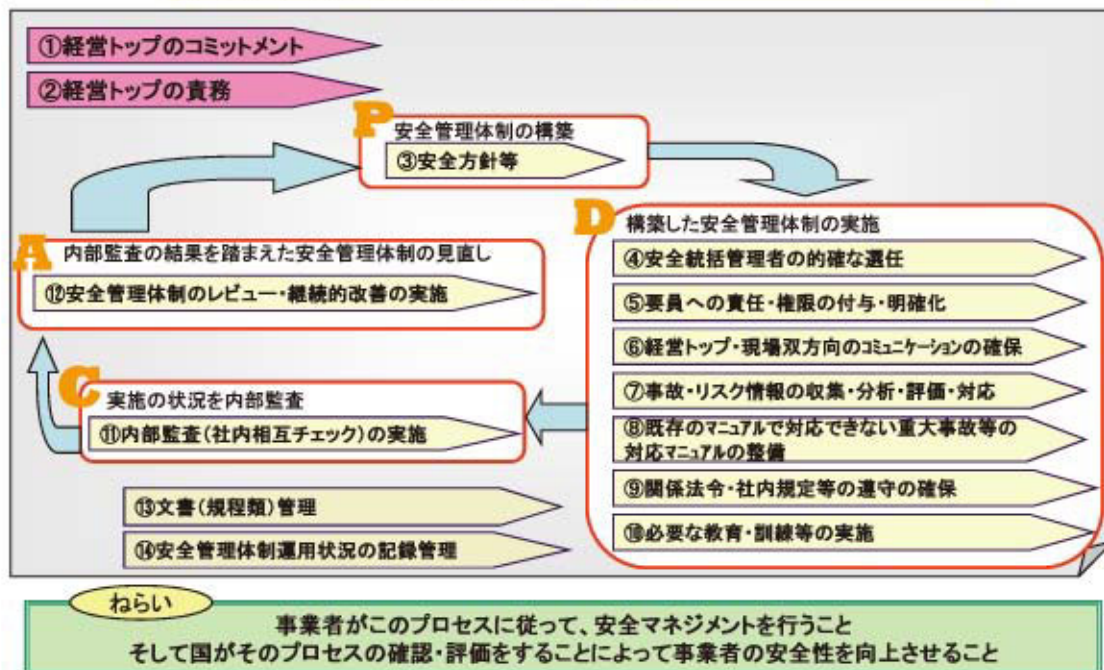 ①経営トップのコミットメント
②経営トップの責務
P
安全管理体制の構築
③安全方針等
D
構築した安全管理体制の実施
④安全統括管理者の的確な選任
⑤要員への責任・権限の付与・明確化
⑥経営トップ・現場双方向のコミュニケーションの確保
⑦事故・リスク情報の収集・分析・評価・対応
⑧既存のマニュアルで対応できない重大事故等の
対応マニュアルの整備
⑨関係法令・社内規定等の遵守の確保
⑩必要な教育・訓練等の実施
C
実施の状況を内部監査
⑪内部監査(社内相互チェック)の実施
A
内部監査の結果を踏まえた安全管理体制の見直し
⑫安全管理体制のレビュー・継続的改善の実施
⑬文書(規程類)管理
⑭安全管理体制運用状況の記録管理
ねらい
事業者がこのプロセスに従って、安全マネジメントを行うこと
そして国がそのプロセスの確認・評価をすることによって事業者の安全性を向上させること